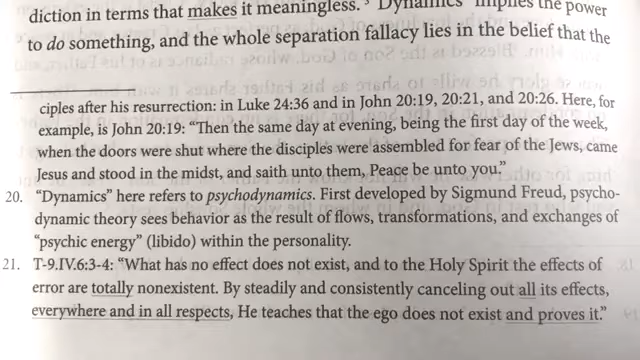 diction in terms that makes it meaningless. "Dynamics" implies the power
to do something, and the whole separation fallacy lies in the belief that the
ciples after his resurrection: in Luke 24:36 and in John 20:19, 20:21, and 20:26. Here, for
example, is John 20:19: “Then the same day at evening, being the first day of the week,
when the doors were shut where the disciples were assembled for fear of the Jews, came
Jesus and stood in the midst, and saith unto them, Peace be unto you.”
20. “Dynamics” here refers to psychodynamics. First developed by Sigmund Freud, psycho-
dynamic theory sees behavior as the result of flows, transformations, and exchanges of
“psychic energy” (libido) within the personality.
21. T-9.IV.6:3-4: “What has no effect does not exist, and to the Holy Spirit the effects of
error are totally nonexistent. By steadily and consistently canceling out all its effects,
everywhere and in all respects, He teaches that the ego does not exist and proves it.”